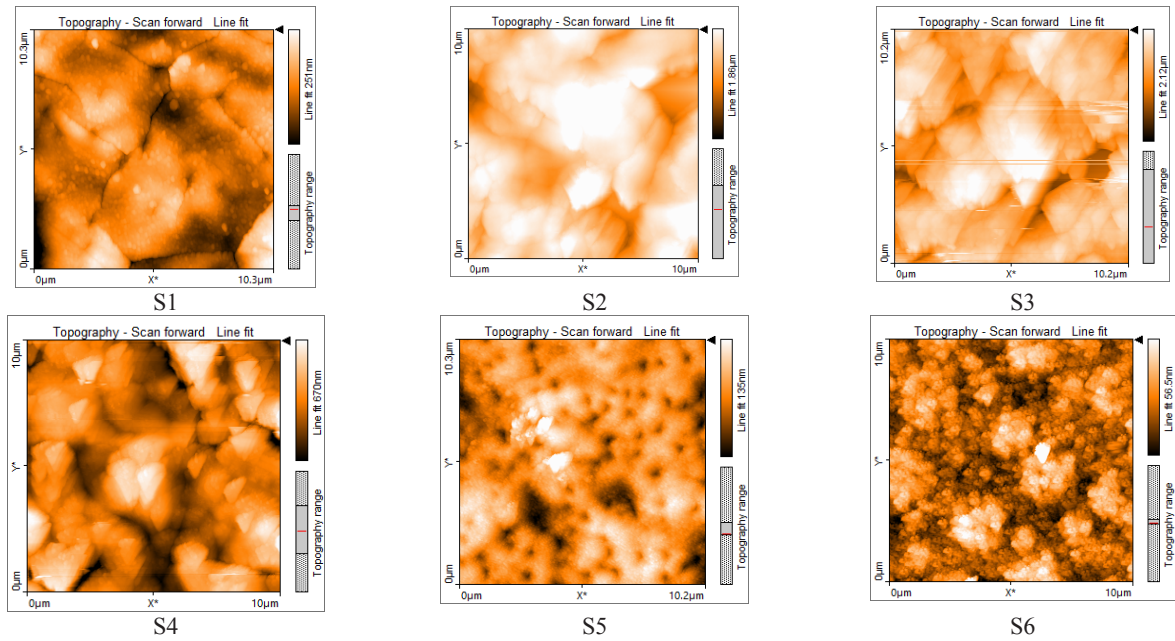 Topography - Scan forward Line fit
10.3µm
Y*
0µm
0µm
X*
10.3µm
Line fit 251nm
Topography range
S1
Topography - Scan forward Line fit
10µm
Y*
0µm
0µm
X*
10µm
Line fit 1.86µm
Topography range
S2
Topography - Scan forward Line fit
10.2µm
Y*
0µm
0µm
X*
10.2µm
Line fit 2.12µm
Topography range
S3
Topography - Scan forward Line fit
10µm
Y*
0µm
0µm
X*
10µm
Line fit 670nm
Topography range
S4
Topography - Scan forward Line fit
10.3µm
Y*
0µm
0µm
X*
10.2µm
Line fit 135nm
Topography range
S5
Topography - Scan forward Line fit
10µm
Y*
0µm
0µm
X*
10µm
Line fit 56.5nm
Topography range
S6